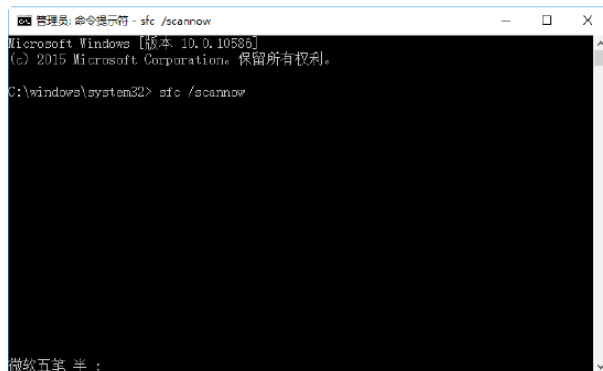 管理员: 命令提示符 - sfc /scannow
Microsoft Windows [版本 10.0.10586]
(c) 2015 Microsoft Corporation。保留所有权利。
C:\windows\system32> sfc /scannow
微软五笔 半 :